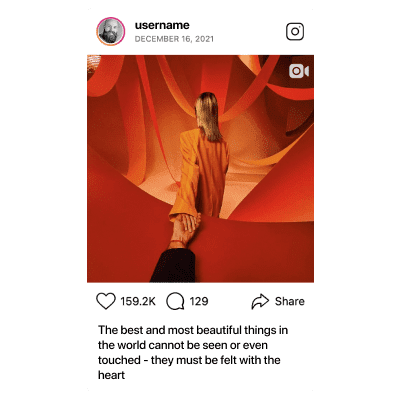 username
DECEMBER 16, 2021
159.2K
129
Share
The best and most beautiful things in
the world cannot be seen or even
touched - they must be felt with the
heart